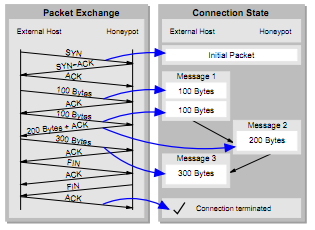 Packet Exchange
External Host
Honeypot
SYN
SYN+ACK
ACK
100 Bytes
ACK
100 Bytes
200 Bytes + ACK
300 Bytes
ACK
FIN
ACK
FIN
ACK
Connection State
External Host
Honeypot
Initial Packet
Message 1
100 Bytes
100 Bytes
Message 2
200 Bytes
Message 3
300 Bytes
Connection terminated